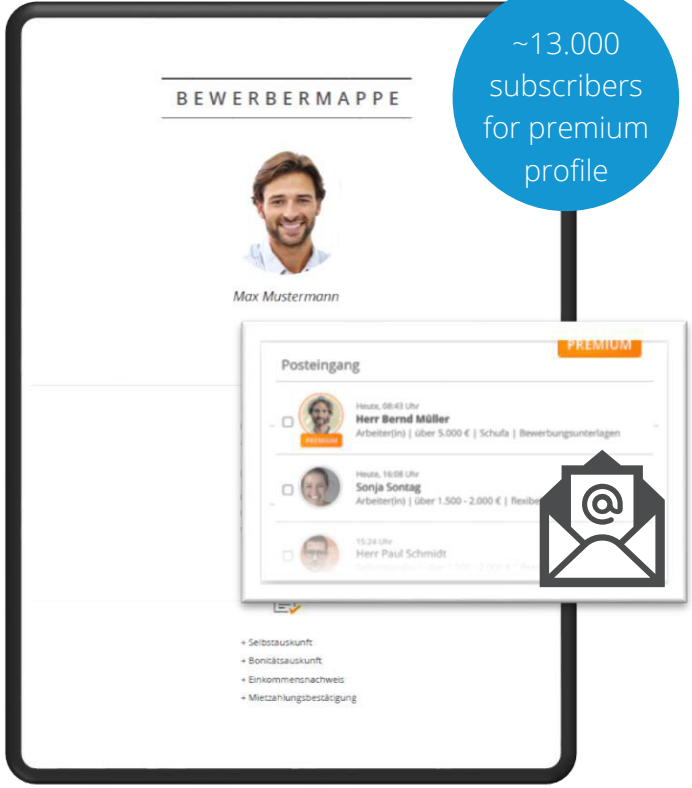 ~13.000
subscribers
for premium
profile
BEWERBERMAPPE
Max Mustermann
PREMIUM
Posteingang
Heute, 08:43 Uhr
Herr Bernd Müller
Arbeiter(in) | über 5.000 € | Schufa | Bewerbungsunterlagen
PREMIUM
Heute, 16:08 Uhr
Sonja Sontag
Arbeiter(in) | über 1.500 - 2.000 € |
15:24 Uhr
Herr Paul Schmidt
@
+ Selbstauskunft
+ Bonitätsauskunft
+ Einkommensnachweis
+ Mietzahlungsbestätigung